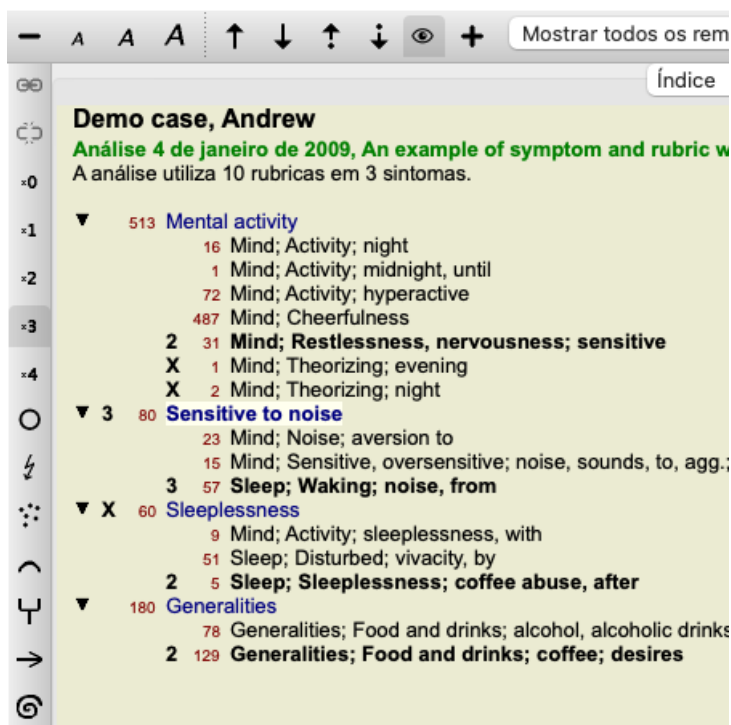 A A A Mostrar todos os rem
Índice
Demo case, Andrew
Análise 4 de janeiro de 2009, An example of symptom and rubric w
A análise utiliza 10 rubricas em 3 sintomas.
×0
×1
×2
×3
×4
▼ 513 Mental activity
16 Mind; Activity; night
1 Mind; Activity; midnight, until
72 Mind; Activity; hyperactive
487 Mind; Cheerfulness
2 31 Mind; Restlessness, nervousness; sensitive
X 1 Mind; Theorizing; evening
X 2 Mind; Theorizing; night
▼ 3 80 Sensitive to noise
23 Mind; Noise; aversion to
15 Mind; Sensitive, oversensitive; noise, sounds, to, agg.;
3 57 Sleep; Waking; noise, from
▼ X 60 Sleeplessness
9 Mind; Activity; sleeplessness, with
51 Sleep; Disturbed; vivacity, by
2 5 Sleep; Sleeplessness; coffee abuse, after
▼ 180 Generalities
78 Generalities; Food and drinks; alcohol, alcoholic drinks
2 129 Generalities; Food and drinks; coffee; desires